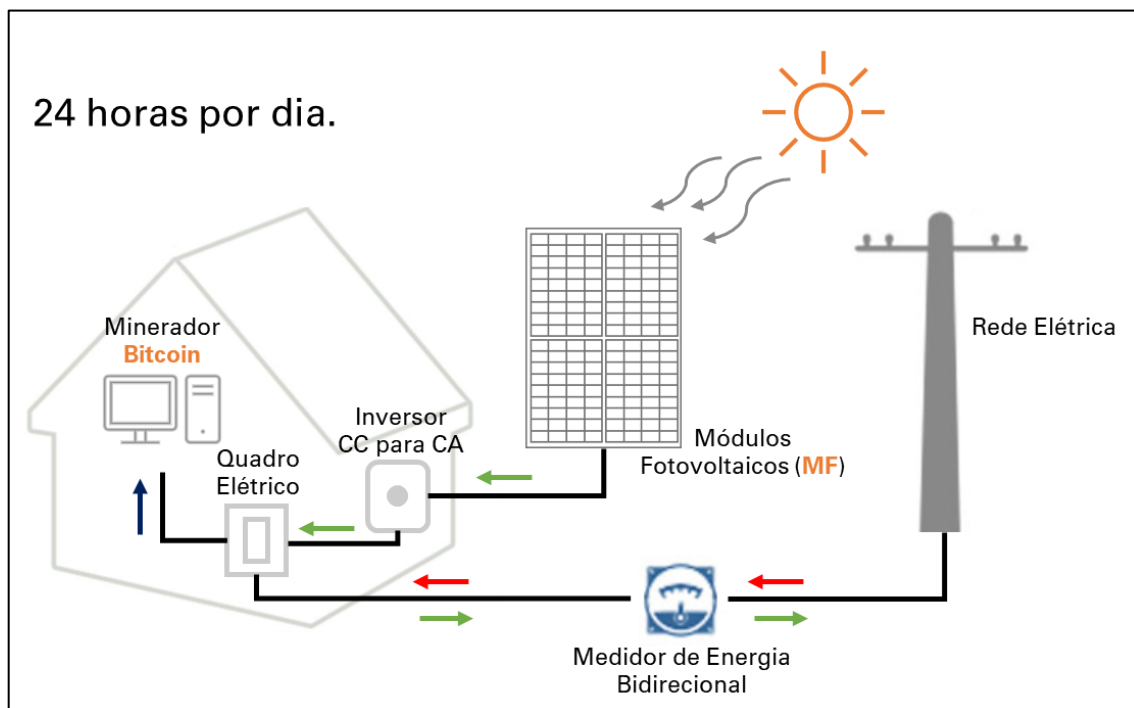 24 horas por dia.
Minerador
Bitcoin
Inversor
CC para CA
Quadro
Elétrico
Módulos
Fotovoltaicos (MF)
Rede Elétrica
Medidor de Energia
Bidirecional